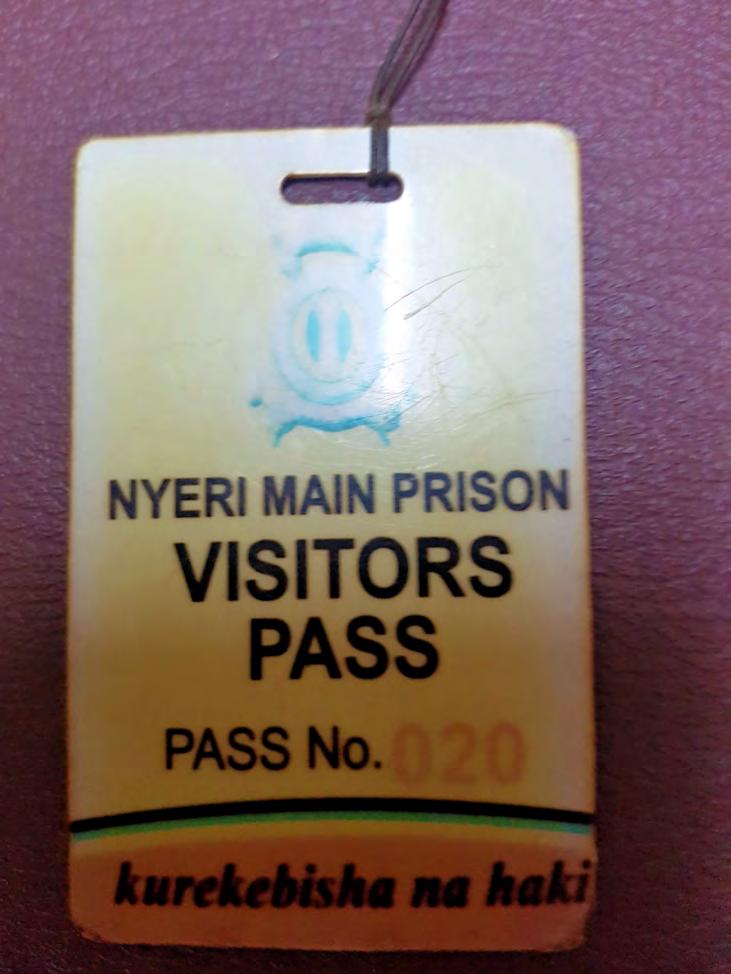 NYERI MAIN PRISON
VISITORS
PASS
PASS No. 020
kurekebisha na haki